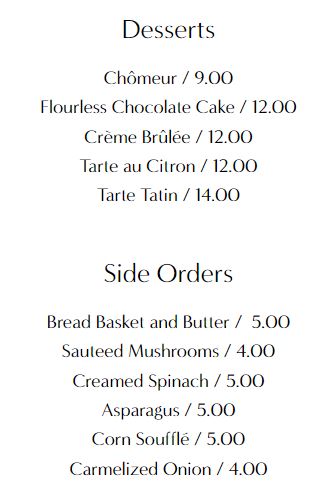 Desserts
Chômeur / 9.00
Flourless Chocolate Cake / 12.00
Crème Brûlée / 12.00
Tarte au Citron / 12.00
Tarte Tatin / 14.00
Side Orders
Bread Basket and Butter /  5.00
Sauteed Mushrooms / 4.00
Creamed Spinach / 5.00
Asparagus / 5.00
Corn Soufflé / 5.00
Carmelized Onion / 4.00